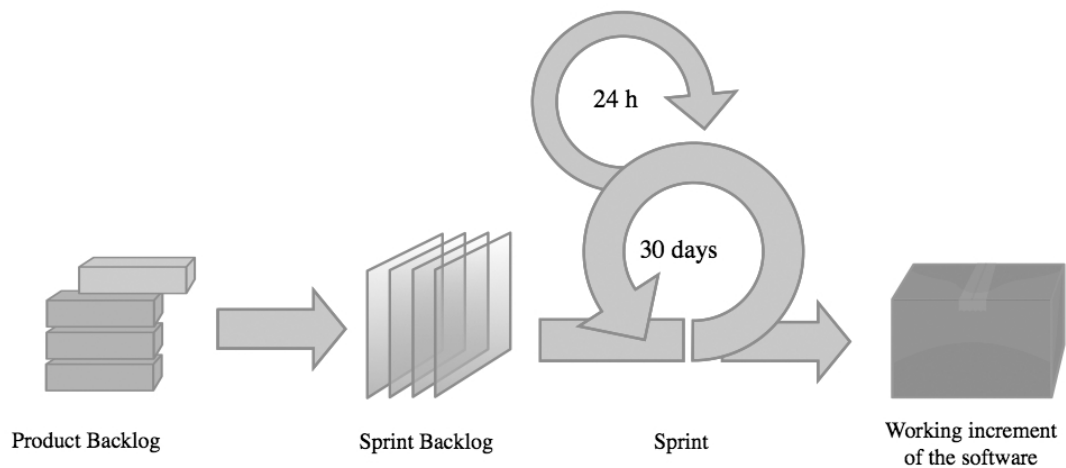 24 h
30 days
Product Backlog
Sprint Backlog
Sprint
Working increment
of the software